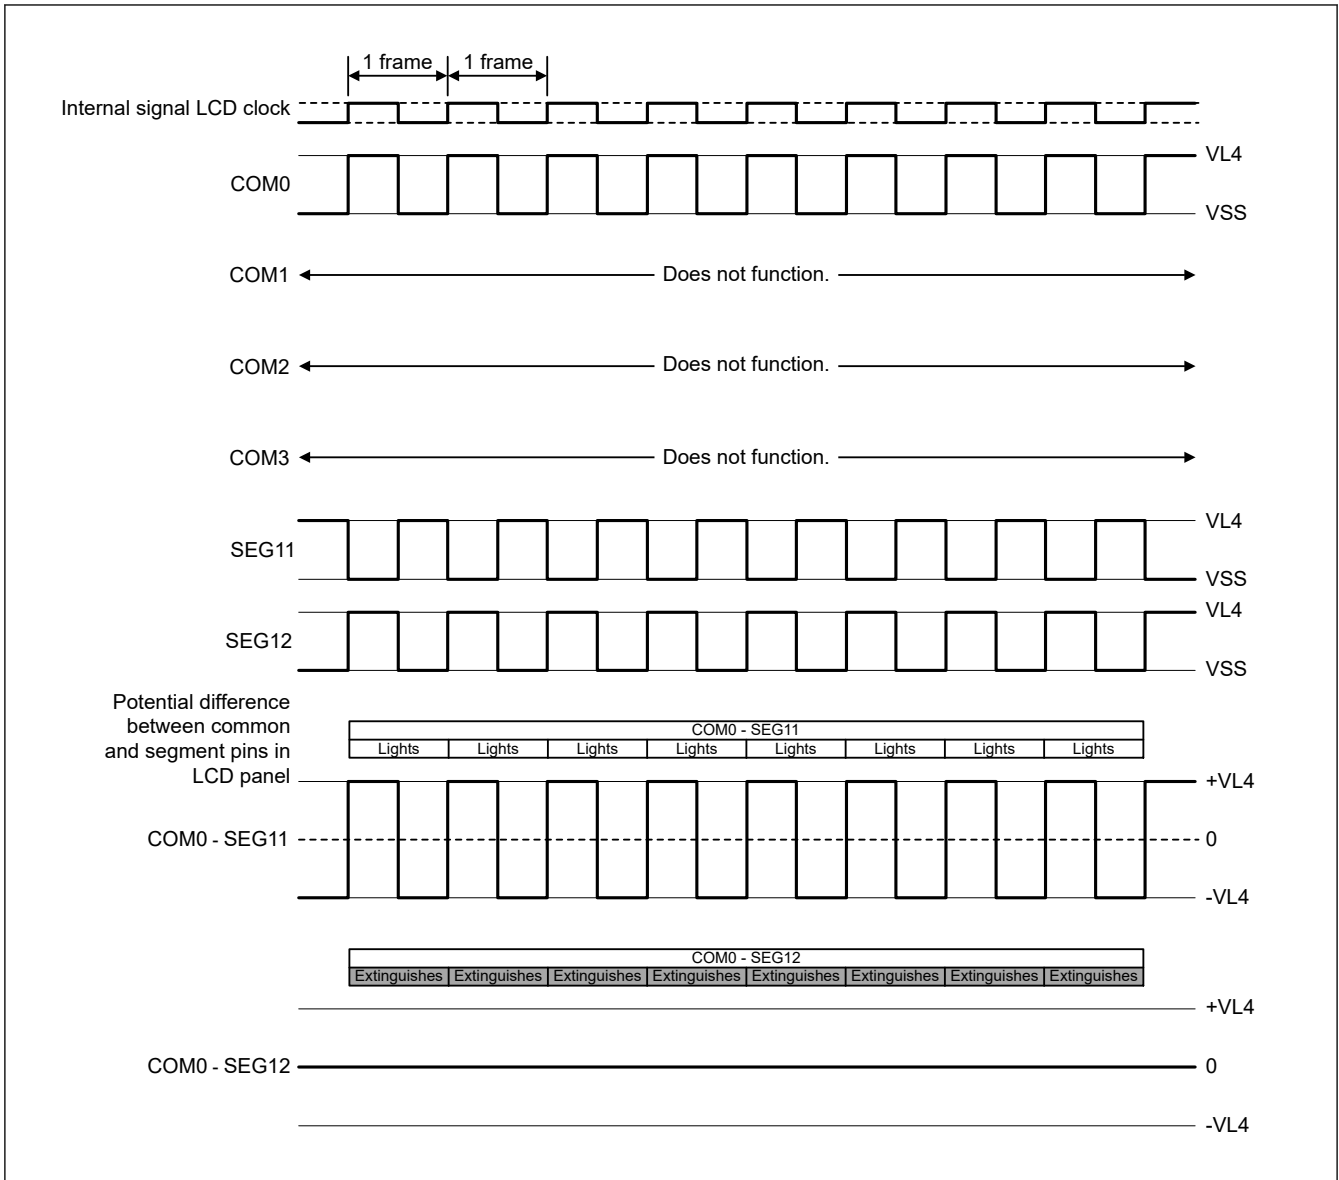 1 frame 1 frame
Internal signal LCD clock
VL4
COM0
VSS
COM1 Does not function.
COM2 Does not function.
COM3 Does not function.
VL4
SEG11
VSS
VL4
SEG12
VSS
Potential difference
between common
and segment pins in
LCD panel
COM0 - SEG11
Lights Lights Lights Lights Lights Lights Lights Lights
+VL4
COM0 - SEG11 0
-VL4
COM0 - SEG12
Extinguishes Extinguishes Extinguishes Extinguishes Extinguishes Extinguishes Extinguishes Extinguishes
+VL4
COM0 - SEG12 0
-VL4